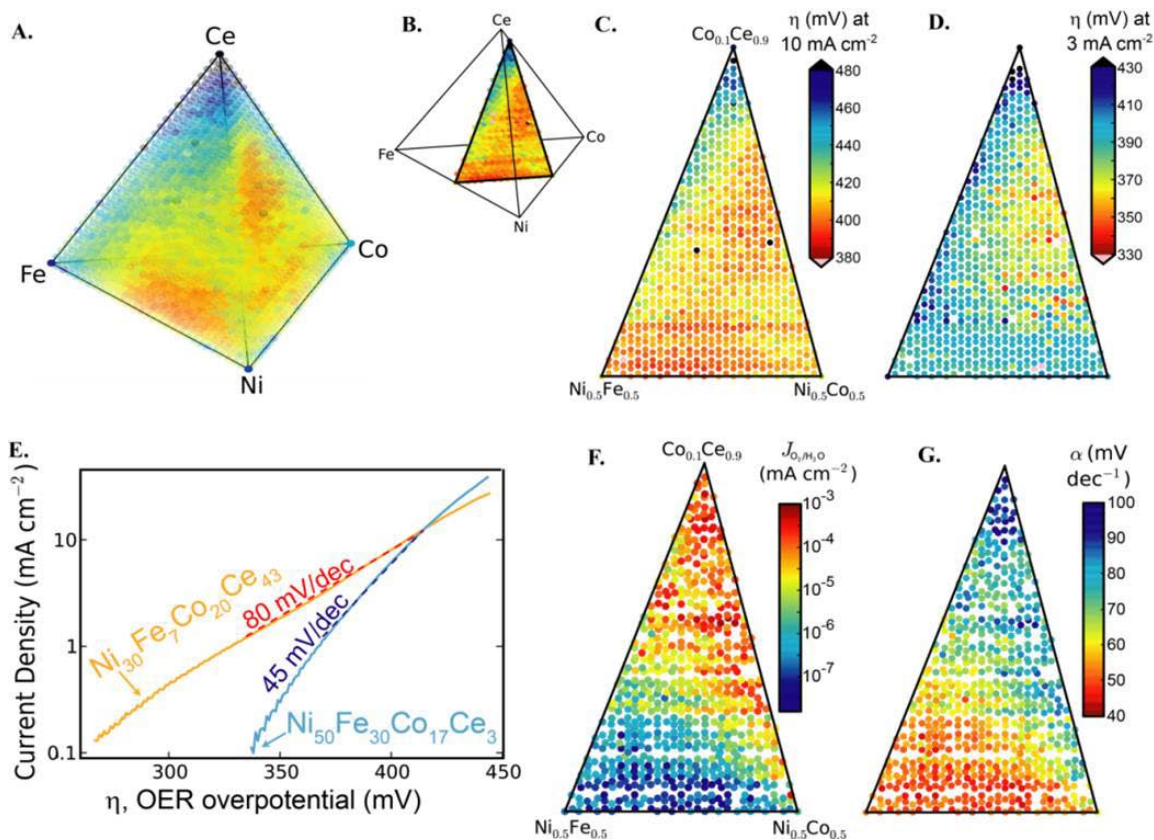 A.
Ce
Fe
Co
Ni
B.
Ce
Fe
Co
Ni
C.
Co0.1Ce0.9
η (mV) at
10 mA cm-2
480
460
440
420
400
380
Ni0.5Fe0.5
Ni0.5Co0.5
D.
η (mV) at
3 mA cm-2
430
410
390
370
350
330
E.
Current Density (mA cm−2)
10
1
0.1
300
350
400
450
η, OER overpotential (mV)
Ni30Fe7Co20Ce43
80 mV/dec
45 mV/dec
Ni50Fe30Co17Ce3
F.
Co0.1Ce0.9
JO2/H2O
(mA cm−2)
10−3
10−4
10−5
10−6
10−7
Ni0.5Fe0.5
Ni0.5Co0.5
G.
α (mV
dec−1)
100
90
80
70
60
50
40